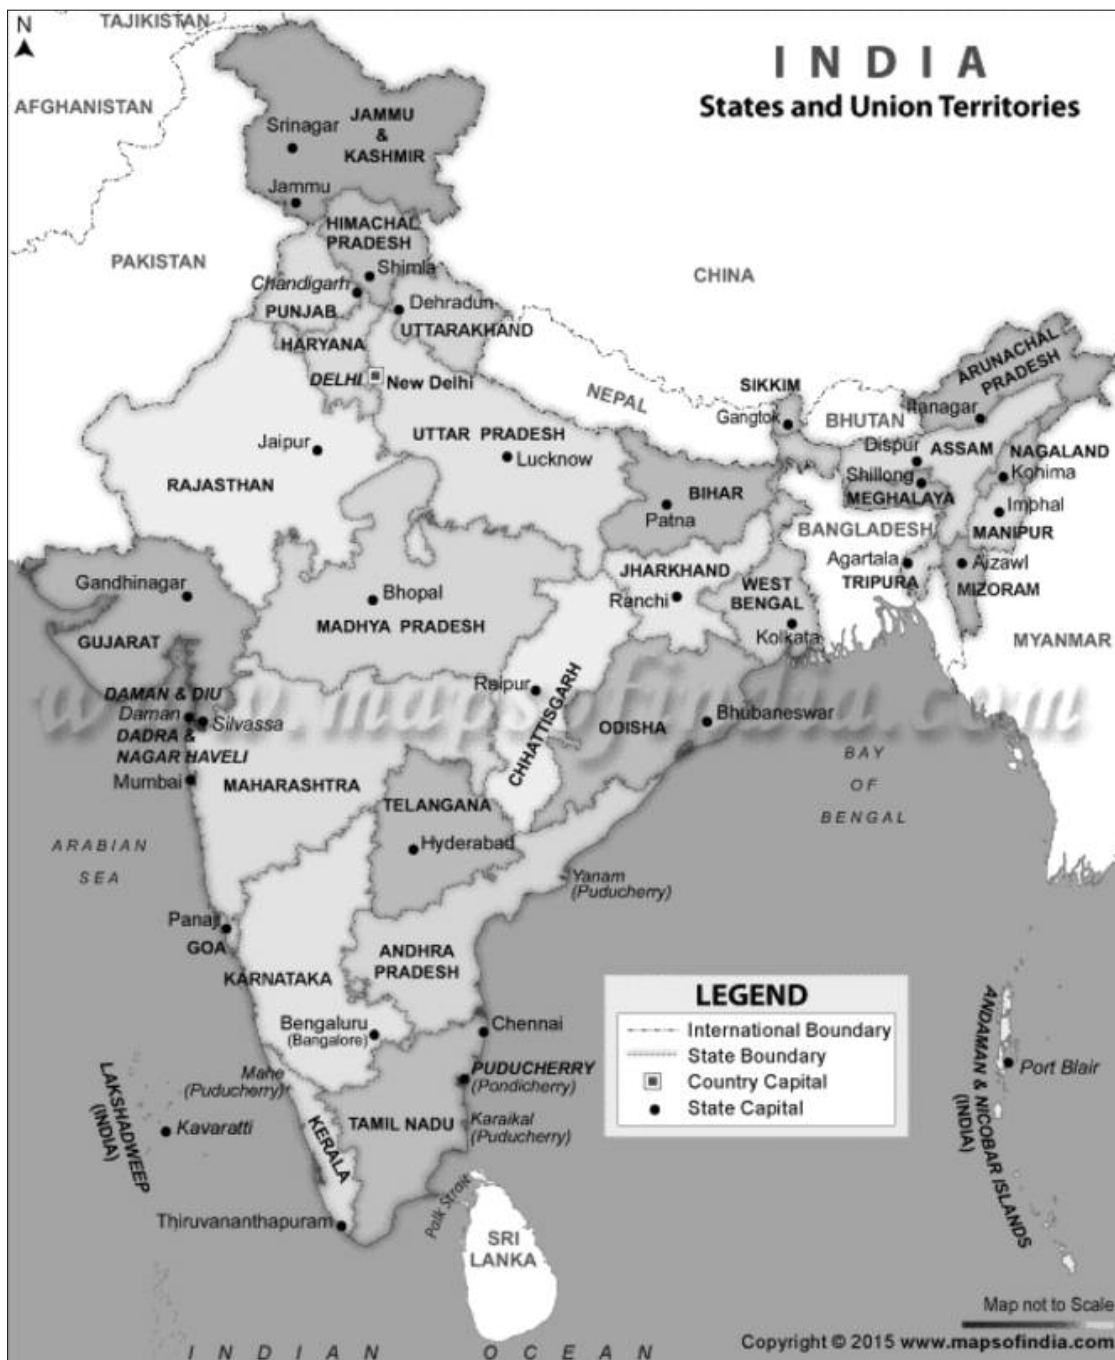 N
TAJIKISTAN
AFGHANISTAN
INDIA
States and Union Territories
JAMMU
&
KASHMIR
Srinagar
Jammu
HIMACHAL
PRADESH
PAKISTAN
Shimla
CHINA
Chandigarh
PUNJAB
Dehradun
UTTARAKHAND
HARYANA
DELHI
New Delhi
NEPAL
SIKKIM
Gangtok
BHUTAN
ARUNACHAL
PRADESH
Itanagar
Jaipur
UTTAR PRADESH
Lucknow
Dispur
ASSAM
NAGALAND
RAJASTHAN
BIHAR
Patna
Shillong
MEGHALAYA
Kohima
Imphal
MANIPUR
BANGLADESH
Agartala
TRIPURA
Aizawl
MIZORAM
Gandhinagar
Bhopal
MADHYA PRADESH
JHARKHAND
Ranchi
WEST
BENGAL
Kolkata
GUJARAT
MYANMAR
www.mapsofindia.com
DAMAN & DIU
Daman
Silvassa
DADRA &
NAGAR HAVELI
Raipur
CHHATTISGARH
ODISHA
Bhubaneswar
Mumbai
MAHARASHTRA
TELANGANA
Hyderabad
BAY
OF
BENGAL
ARABIAN
SEA
Yanam
(Puducherry)
Panaji
GOA
KARNATAKA
ANDHRA
PRADESH
Bengaluru
(Bangalore)
Chennai
LEGEND
International Boundary
State Boundary
Country Capital
State Capital
ANDAMAN & NICOBAR ISLANDS
(INDIA)
Port Blair
Mahe
(Puducherry)
PUDUCHERRY
(Pondicherry)
LAKSHADWEEP
(INDIA)
Kavaratti
KERALA
TAMIL NADU
Karaikal
(Puducherry)
Thiruvananthapuram
Palk Strait
SRI
LANKA
Map not to Scale
INDIAN OCEAN
Copyright © 2015 www.mapsofindia.com